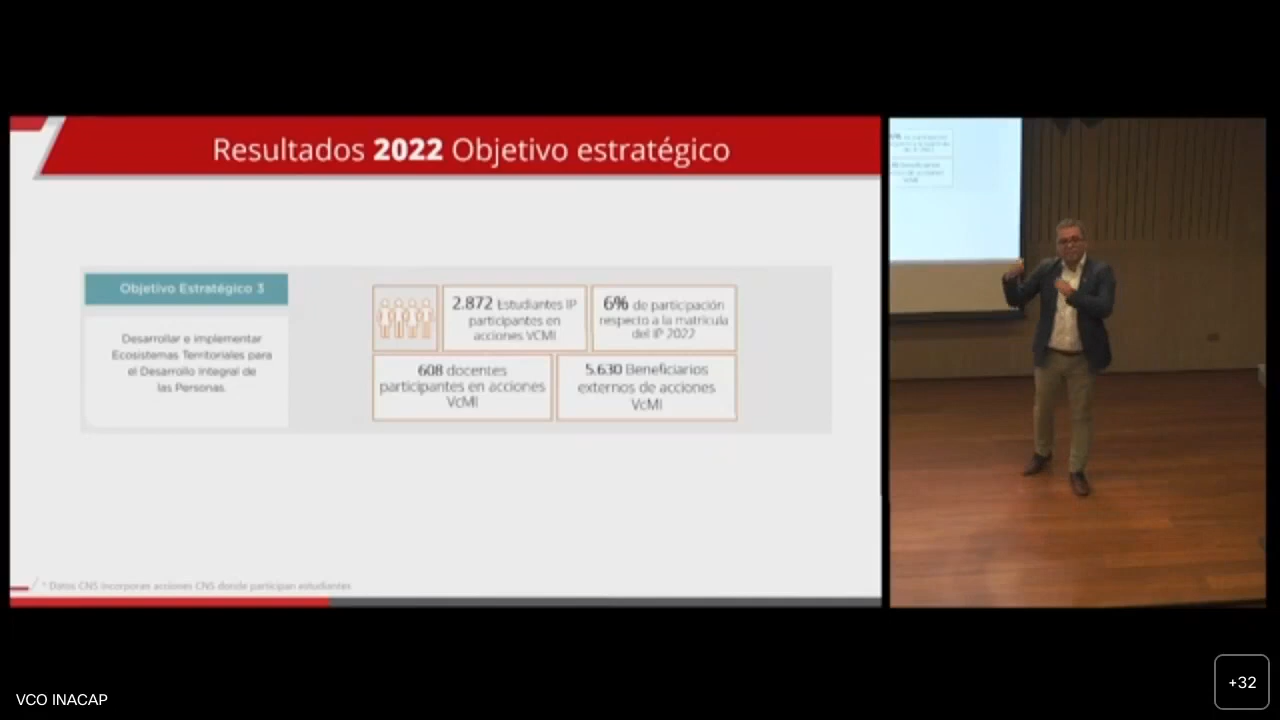 Resultados 2022 Objetivo estratégico
Objetivo Estratégico 3
Desarrollar e implementar
Ecosistemas Territoriales para
el Desarrollo Integral de
las Personas.
2.872 Estudiantes IP
participantes en
acciones VCMI
6% de participación
respecto a la matrícula
del IP 2022
608 docentes
participantes en acciones
VcMI
5.630 Beneficiarios
externos de acciones
VcMI
* Datos CNS incorporan acciones CNS donde participan estudiantes
VCO INACAP
+32